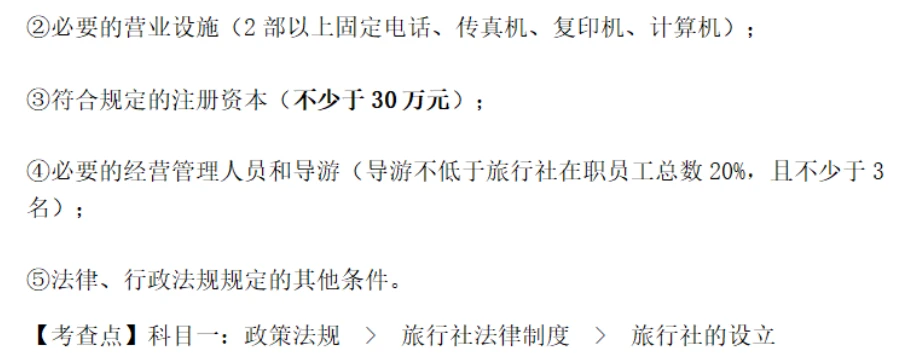 ②必要的营业设施（2 部以上固定电话、传真机、复印机、计算机）；
③符合规定的注册资本（不少于 30 万元）；
④必要的经营管理人员和导游（导游不低于旅行社在职员工总数 20%，且不少于 3
名）；
⑤法律、行政法规规定的其他条件。
【考查点】科目一：政策法规 > 旅行社法律制度 > 旅行社的设立